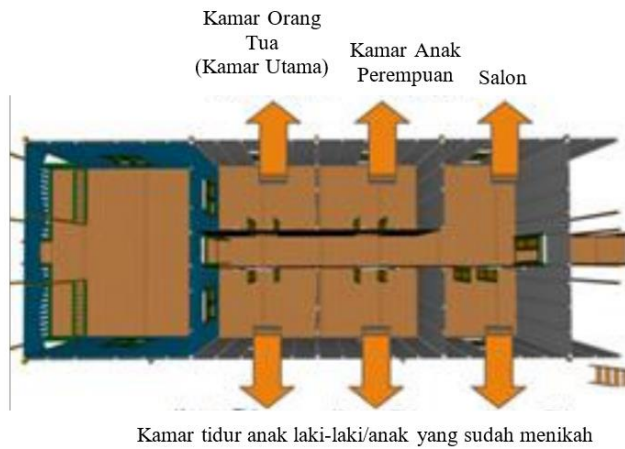 Kamar Orang
Tua
(Kamar Utama)
Kamar Anak
Perempuan
Salon
Kamar tidur anak laki-laki/anak yang sudah menikah